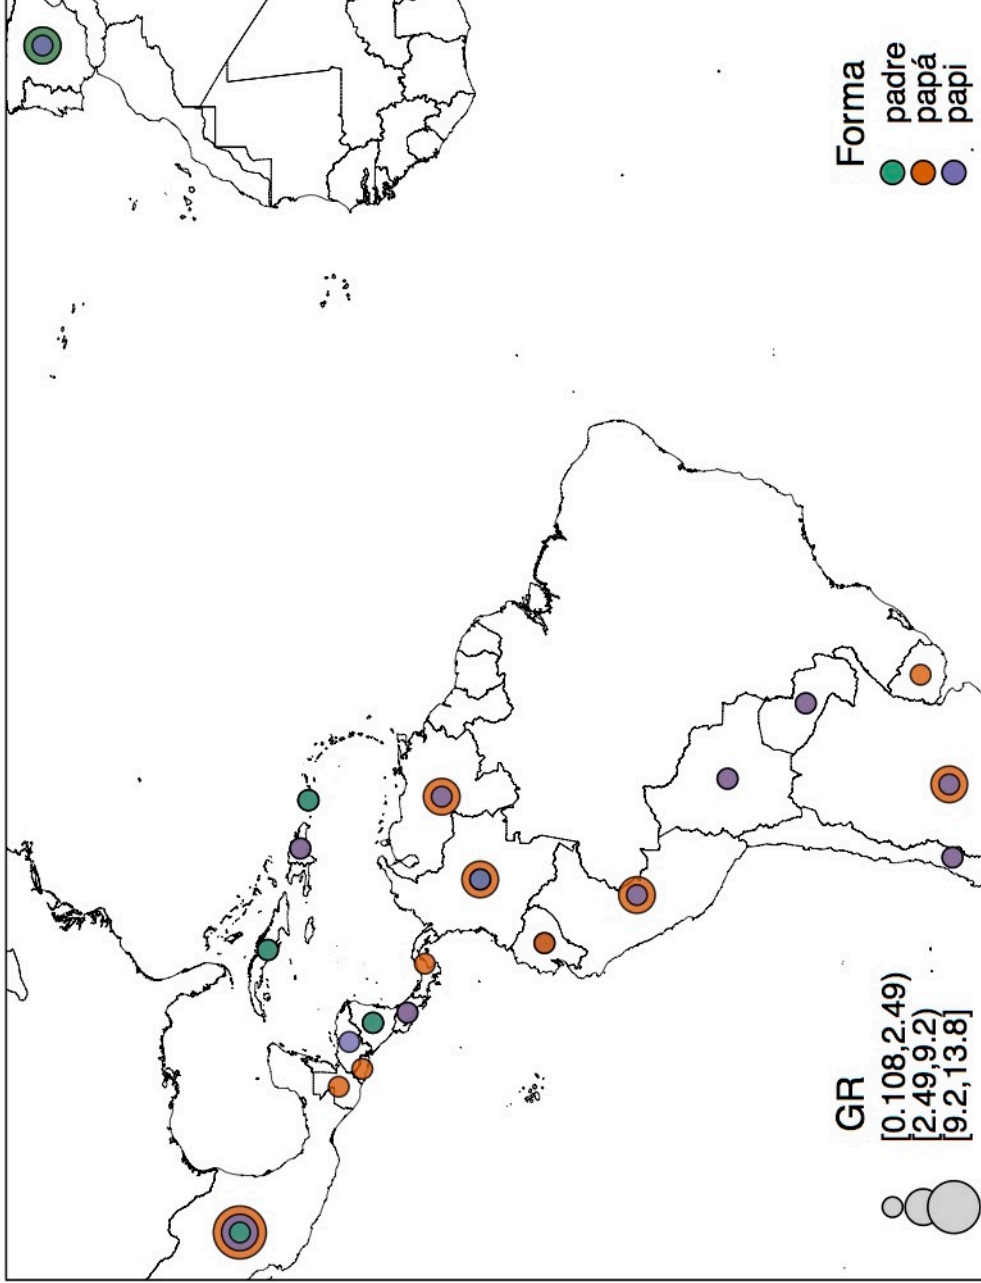 GR
[0.108,2.49)
[2.49,9.2)
[9.2,13.8]
Forma
padre
papá
papi